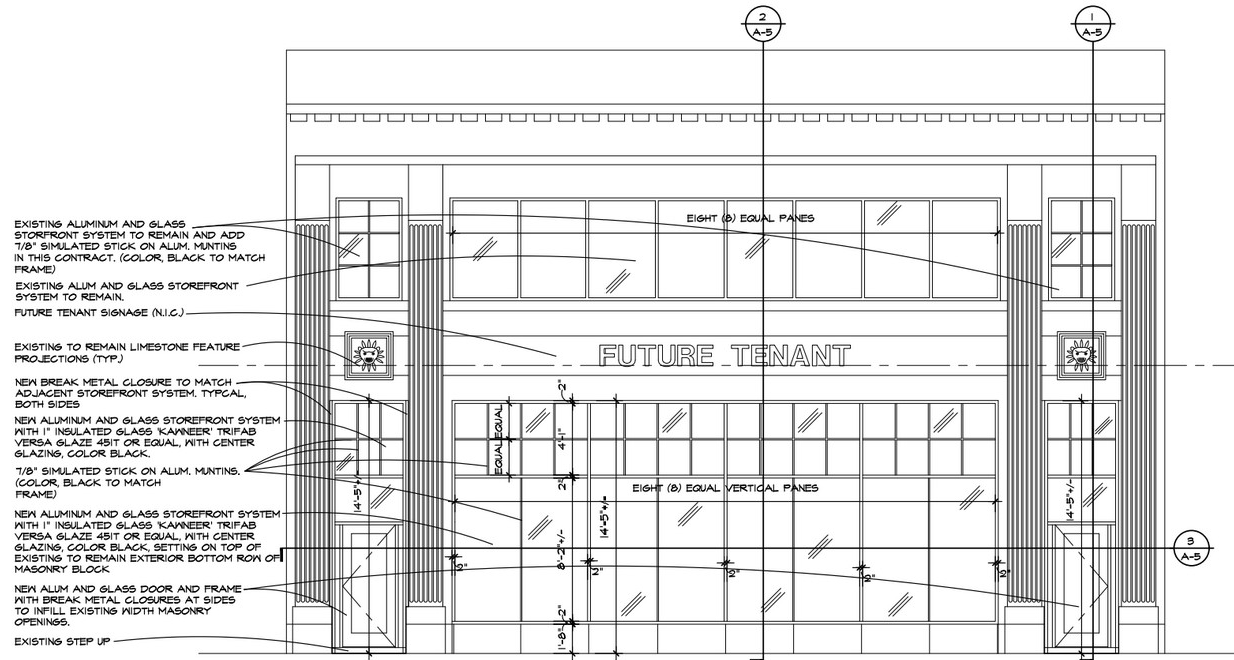 2
A-5
1
A-5
EXISTING ALUMINUM AND GLASS
STORFRONT SYSTEM TO REMAIN AND ADD
7/8" SIMULATED STICK ON ALUM. MUNTINS
IN THIS CONTRACT. (COLOR, BLACK TO MATCH
FRAME)
EIGHT (8) EQUAL PANES
EXISTING ALUM AND GLASS STOREFRONT
SYSTEM TO REMAIN.
FUTURE TENANT SIGNAGE (N.I.C.)
EXISTING TO REMAIN LIMESTONE FEATURE
PROJECTIONS (TYP.)
FUTURE TENANT
NEW BREAK METAL CLOSURE TO MATCH
ADJACENT STOREFRONT SYSTEM. TYPCAL,
BOTH SIDES
NEW ALUMINUM AND GLASS STOREFRONT SYSTEM
WITH 1" INSULATED GLASS 'KAWNEER' TRIFAB
VERSA GLAZE 451T OR EQUAL, WITH CENTER
GLAZING, COLOR BLACK.
7/8" SIMULATED STICK ON ALUM. MUNTINS.
(COLOR, BLACK TO MATCH
FRAME)
NEW ALUMINUM AND GLASS STOREFRONT SYSTEM
WITH 1" INSULATED GLASS 'KAWNEER' TRIFAB
VERSA GLAZE 451T OR EQUAL, WITH CENTER
GLAZING, COLOR BLACK, SETTING ON TOP OF
EXISTING TO REMAIN EXTERIOR BOTTOM ROW OF
MASONRY BLOCK
NEW ALUM AND GLASS DOOR AND FRAME
WITH BREAK METAL CLOSURES AT SIDES
TO INFILL EXISTING WIDTH MASONRY
OPENINGS.
EXISTING STEP UP
14'-5"+/-
EQUAL
EQUAL
2"
4'-1"
2"
8'-2"+/-
2"
1'-8"
14'-5"+/-
EIGHT (8) EQUAL VERTICAL PANES
2"
2"
2"
2"
2"
14'-5"+/-
3
A-5